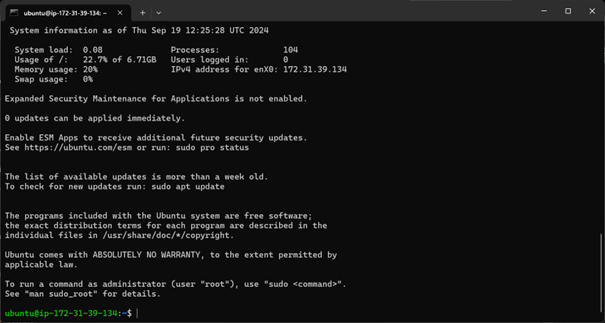 ubuntu@ip-172-31-39-134: ~
System information as of Thu Sep 19 12:25:28 UTC 2024
System load: 0.08 Processes: 104
Usage of /: 22.7% of 6.71GB Users logged in: 0
Memory usage: 20% IPv4 address for enX0: 172.31.39.134
Swap usage: 0%
Expanded Security Maintenance for Applications is not enabled.
0 updates can be applied immediately.
Enable ESM Apps to receive additional future security updates.
See https://ubuntu.com/esm or run: sudo pro status
The list of available updates is more than a week old.
To check for new updates run: sudo apt update
The programs included with the Ubuntu system are free software;
the exact distribution terms for each program are described in the
individual files in /usr/share/doc/*/copyright.
Ubuntu comes with ABSOLUTELY NO WARRANTY, to the extent permitted by
applicable law.
To run a command as administrator (user "root"), use "sudo <command>".
See "man sudo_root" for details.
ubuntu@ip-172-31-39-134:~$